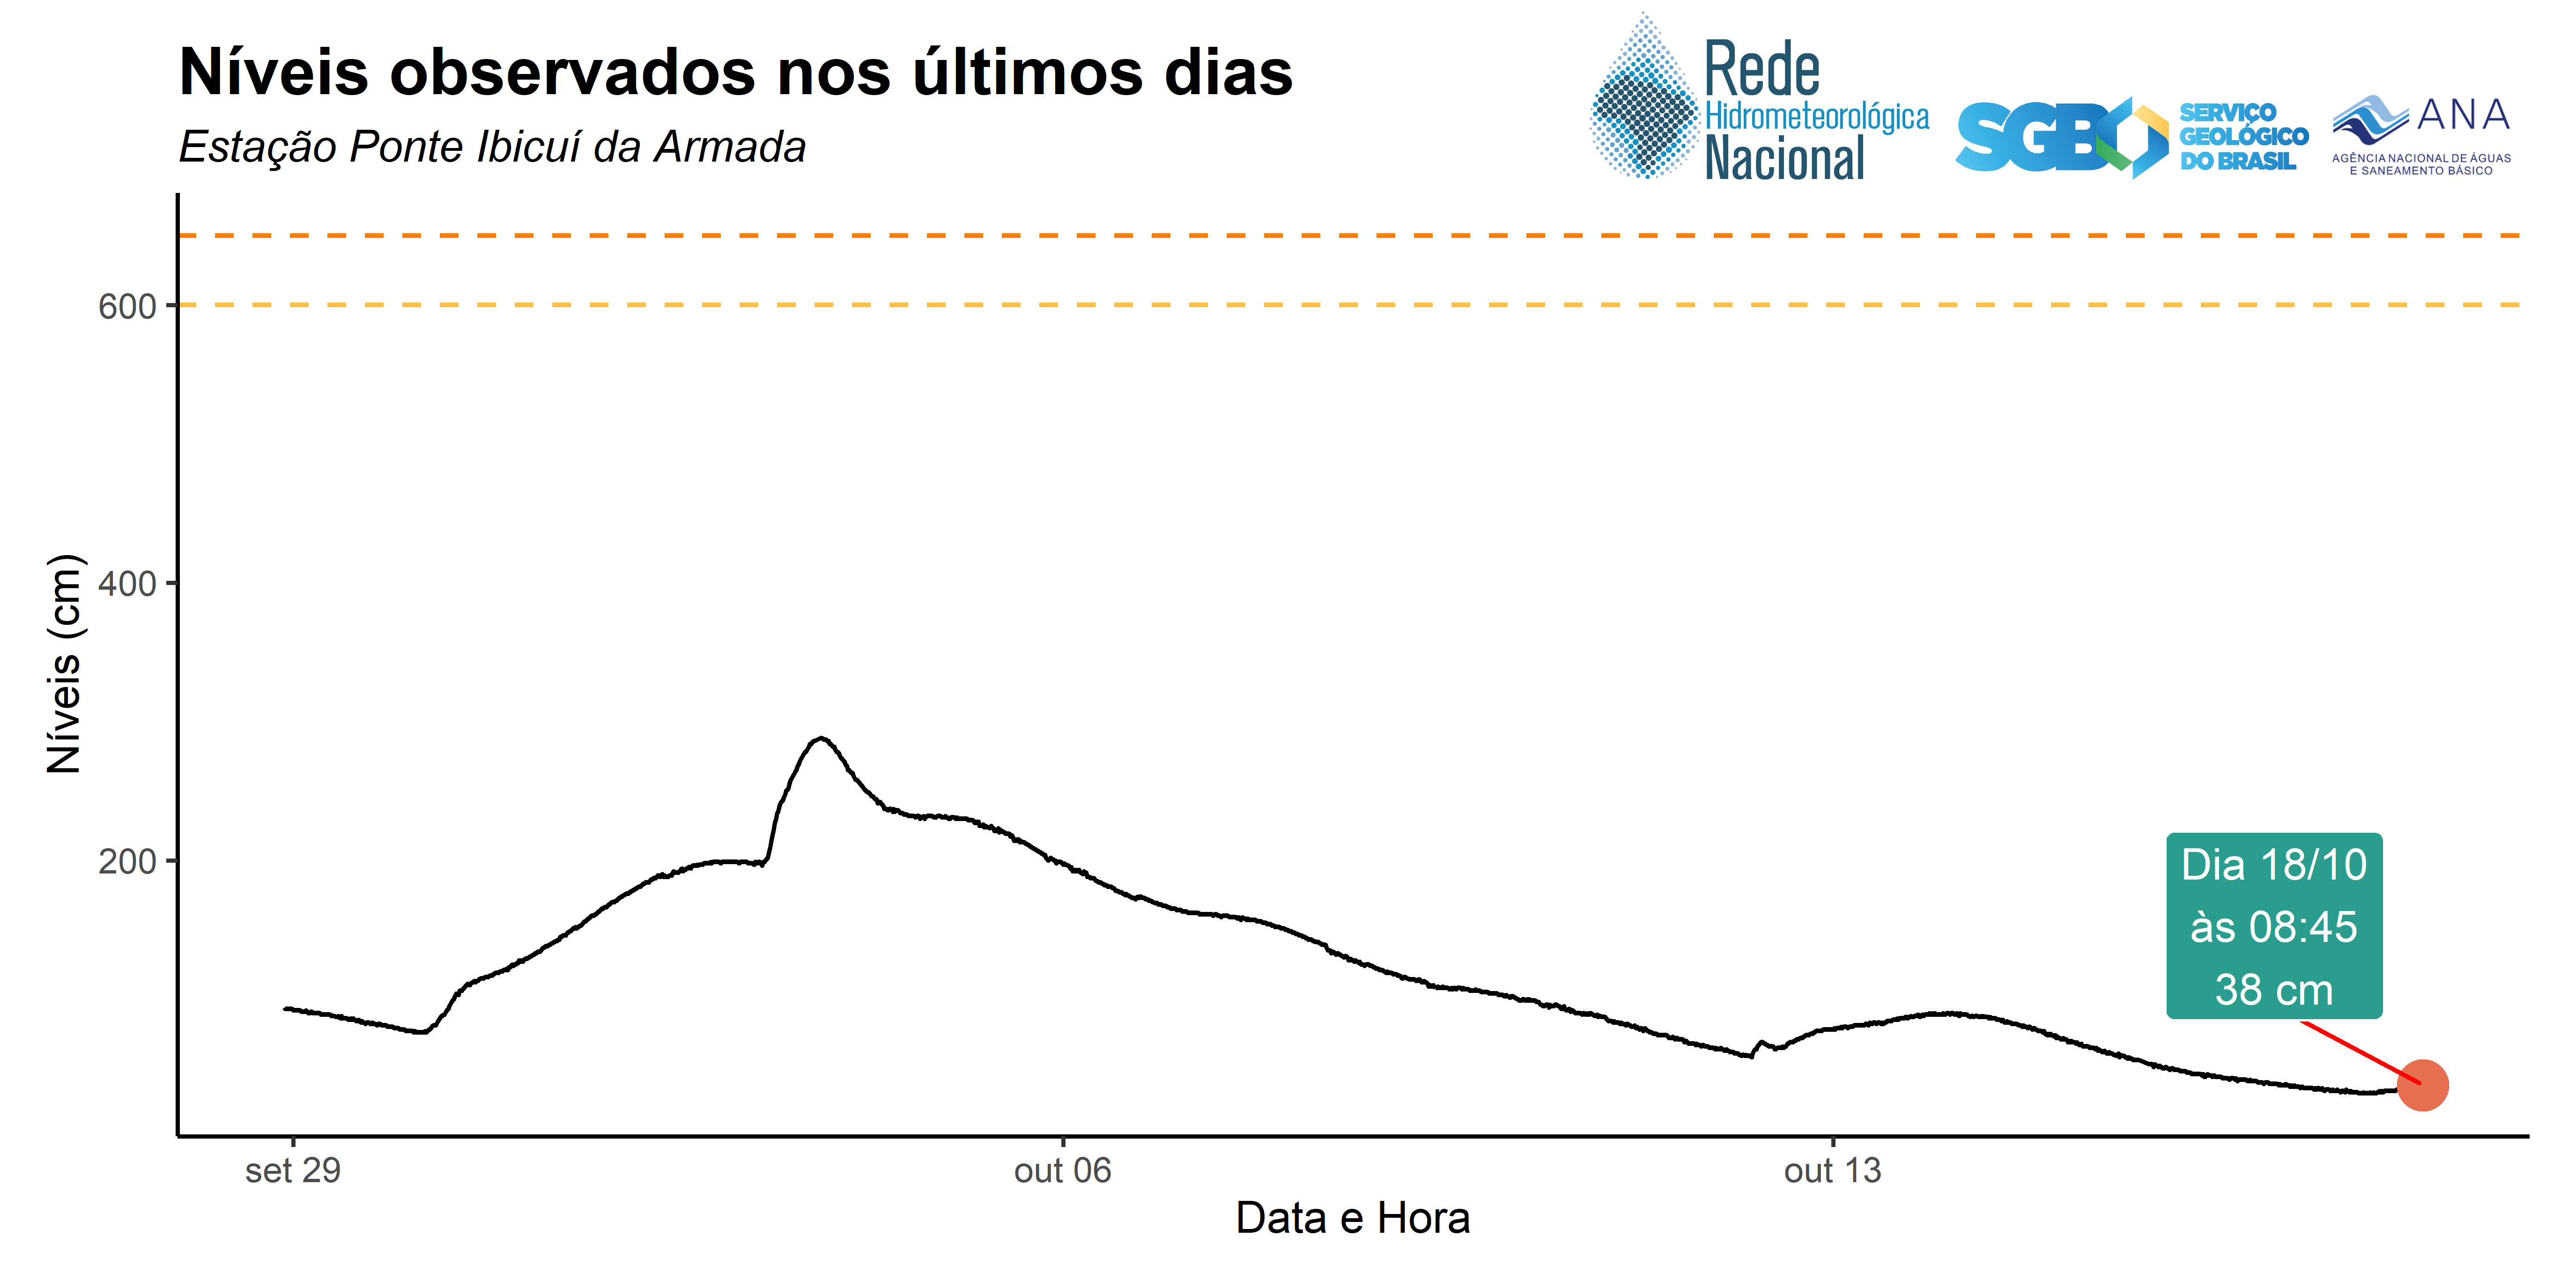 Níveis observados nos últimos dias
Estação Ponte Ibicuí da Armada
Rede
Hidrometeorológica
Nacional
SGB
SERVIÇO
GEOLÓGICO
DO BRASIL
ANA
AGÊNCIA NACIONAL DE ÁGUAS
E SANEAMENTO BÁSICO
Níveis (cm)
600
400
200
Dia 18/10
às 08:45
38 cm
set 29
out 06
out 13
Data e Hora